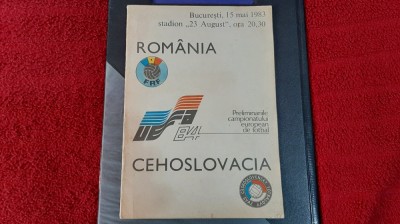 București, 15 mai 1983
stadion „23 August", ora 20,30
ROMÂNIA
FRF
UEFA
84
Preliminariile
campionatului
european
de fotbal
CEHOSLOVACIA